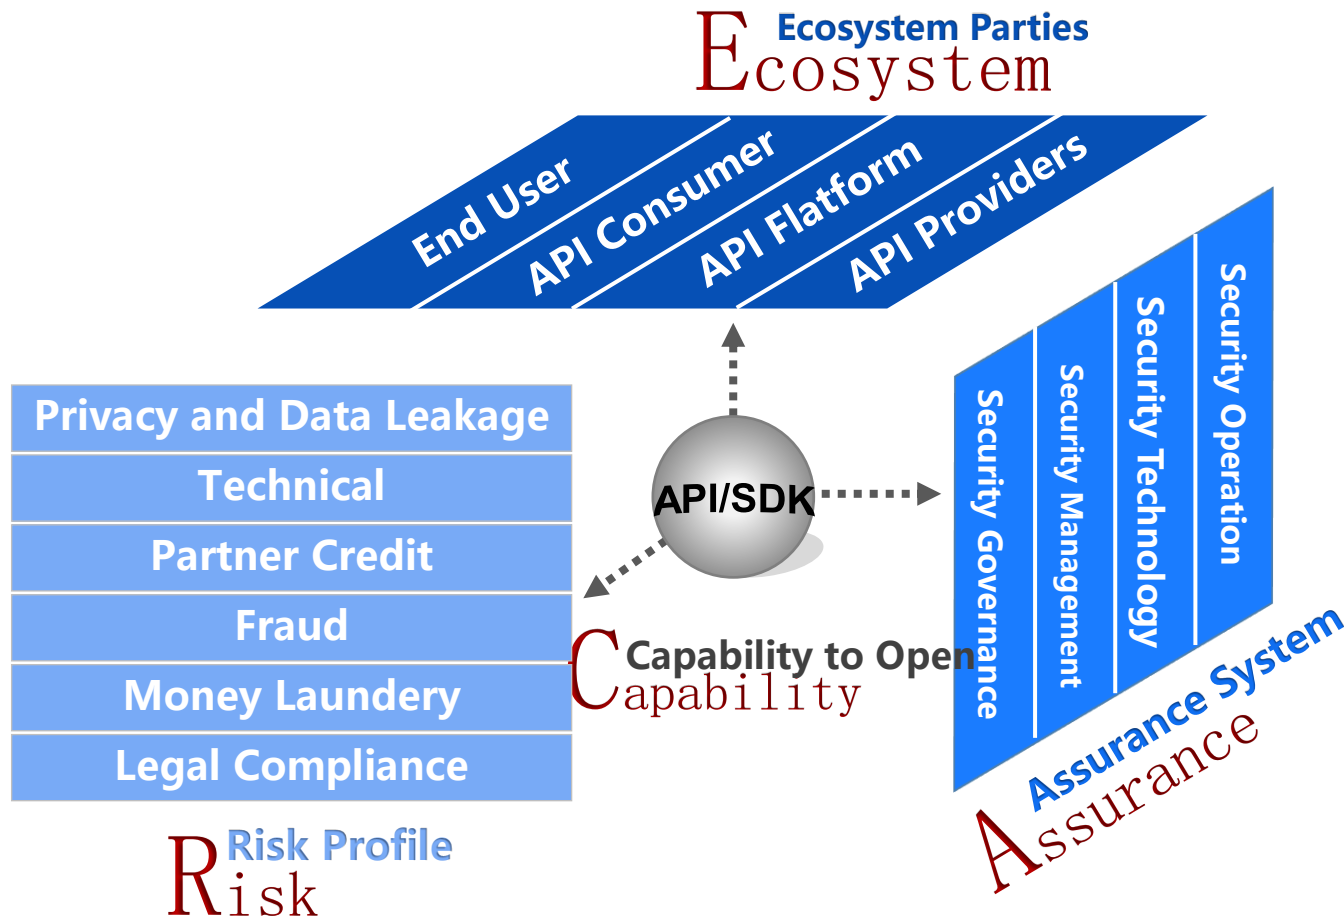 Ecosystem Parties
Ecosystem
End User
API Consumer
API Flatform
API Providers
Privacy and Data Leakage
Technical
Partner Credit
Fraud
Money Laundery
Legal Compliance
Risk Profile
Risk
API/SDK
Capability to Open
Capability
Security Governance
Security Management
Security Technology
Security Operation
Assurance System
Assurance